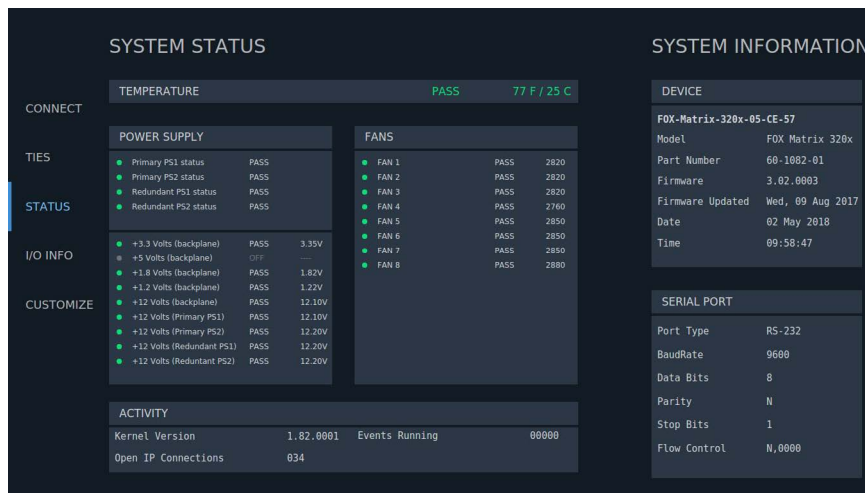 SYSTEM STATUS
TEMPERATURE PASS 77 F / 25 C
CONNECT
TIES
STATUS
I/O INFO
CUSTOMIZE
POWER SUPPLY
Primary PS1 status PASS
Primary PS2 status PASS
Redundant PS1 status PASS
Redundant PS2 status PASS
+3.3 Volts (backplane) PASS 3.35V
+5 Volts (backplane) OFF ----
+1.8 Volts (backplane) PASS 1.82V
+1.2 Volts (backplane) PASS 1.22V
+12 Volts (backplane) PASS 12.10V
+12 Volts (Primary PS1) PASS 12.10V
+12 Volts (Primary PS2) PASS 12.20V
+12 Volts (Redundant PS1) PASS 12.20V
+12 Volts (Reduntant PS2) PASS 12.20V
FANS
FAN 1 PASS 2820
FAN 2 PASS 2820
FAN 3 PASS 2820
FAN 4 PASS 2760
FAN 5 PASS 2850
FAN 6 PASS 2850
FAN 7 PASS 2850
FAN 8 PASS 2880
ACTIVITY
Kernel Version 1.82.0001 Events Running 00000
Open IP Connections 034
SYSTEM INFORMATION
DEVICE
FOX-Matrix-320x-05-CE-57
Model FOX Matrix 320x
Part Number 60-1082-01
Firmware 3.02.0003
Firmware Updated Wed, 09 Aug 2017
Date 02 May 2018
Time 09:58:47
SERIAL PORT
Port Type RS-232
BaudRate 9600
Data Bits 8
Parity N
Stop Bits 1
Flow Control N,0000